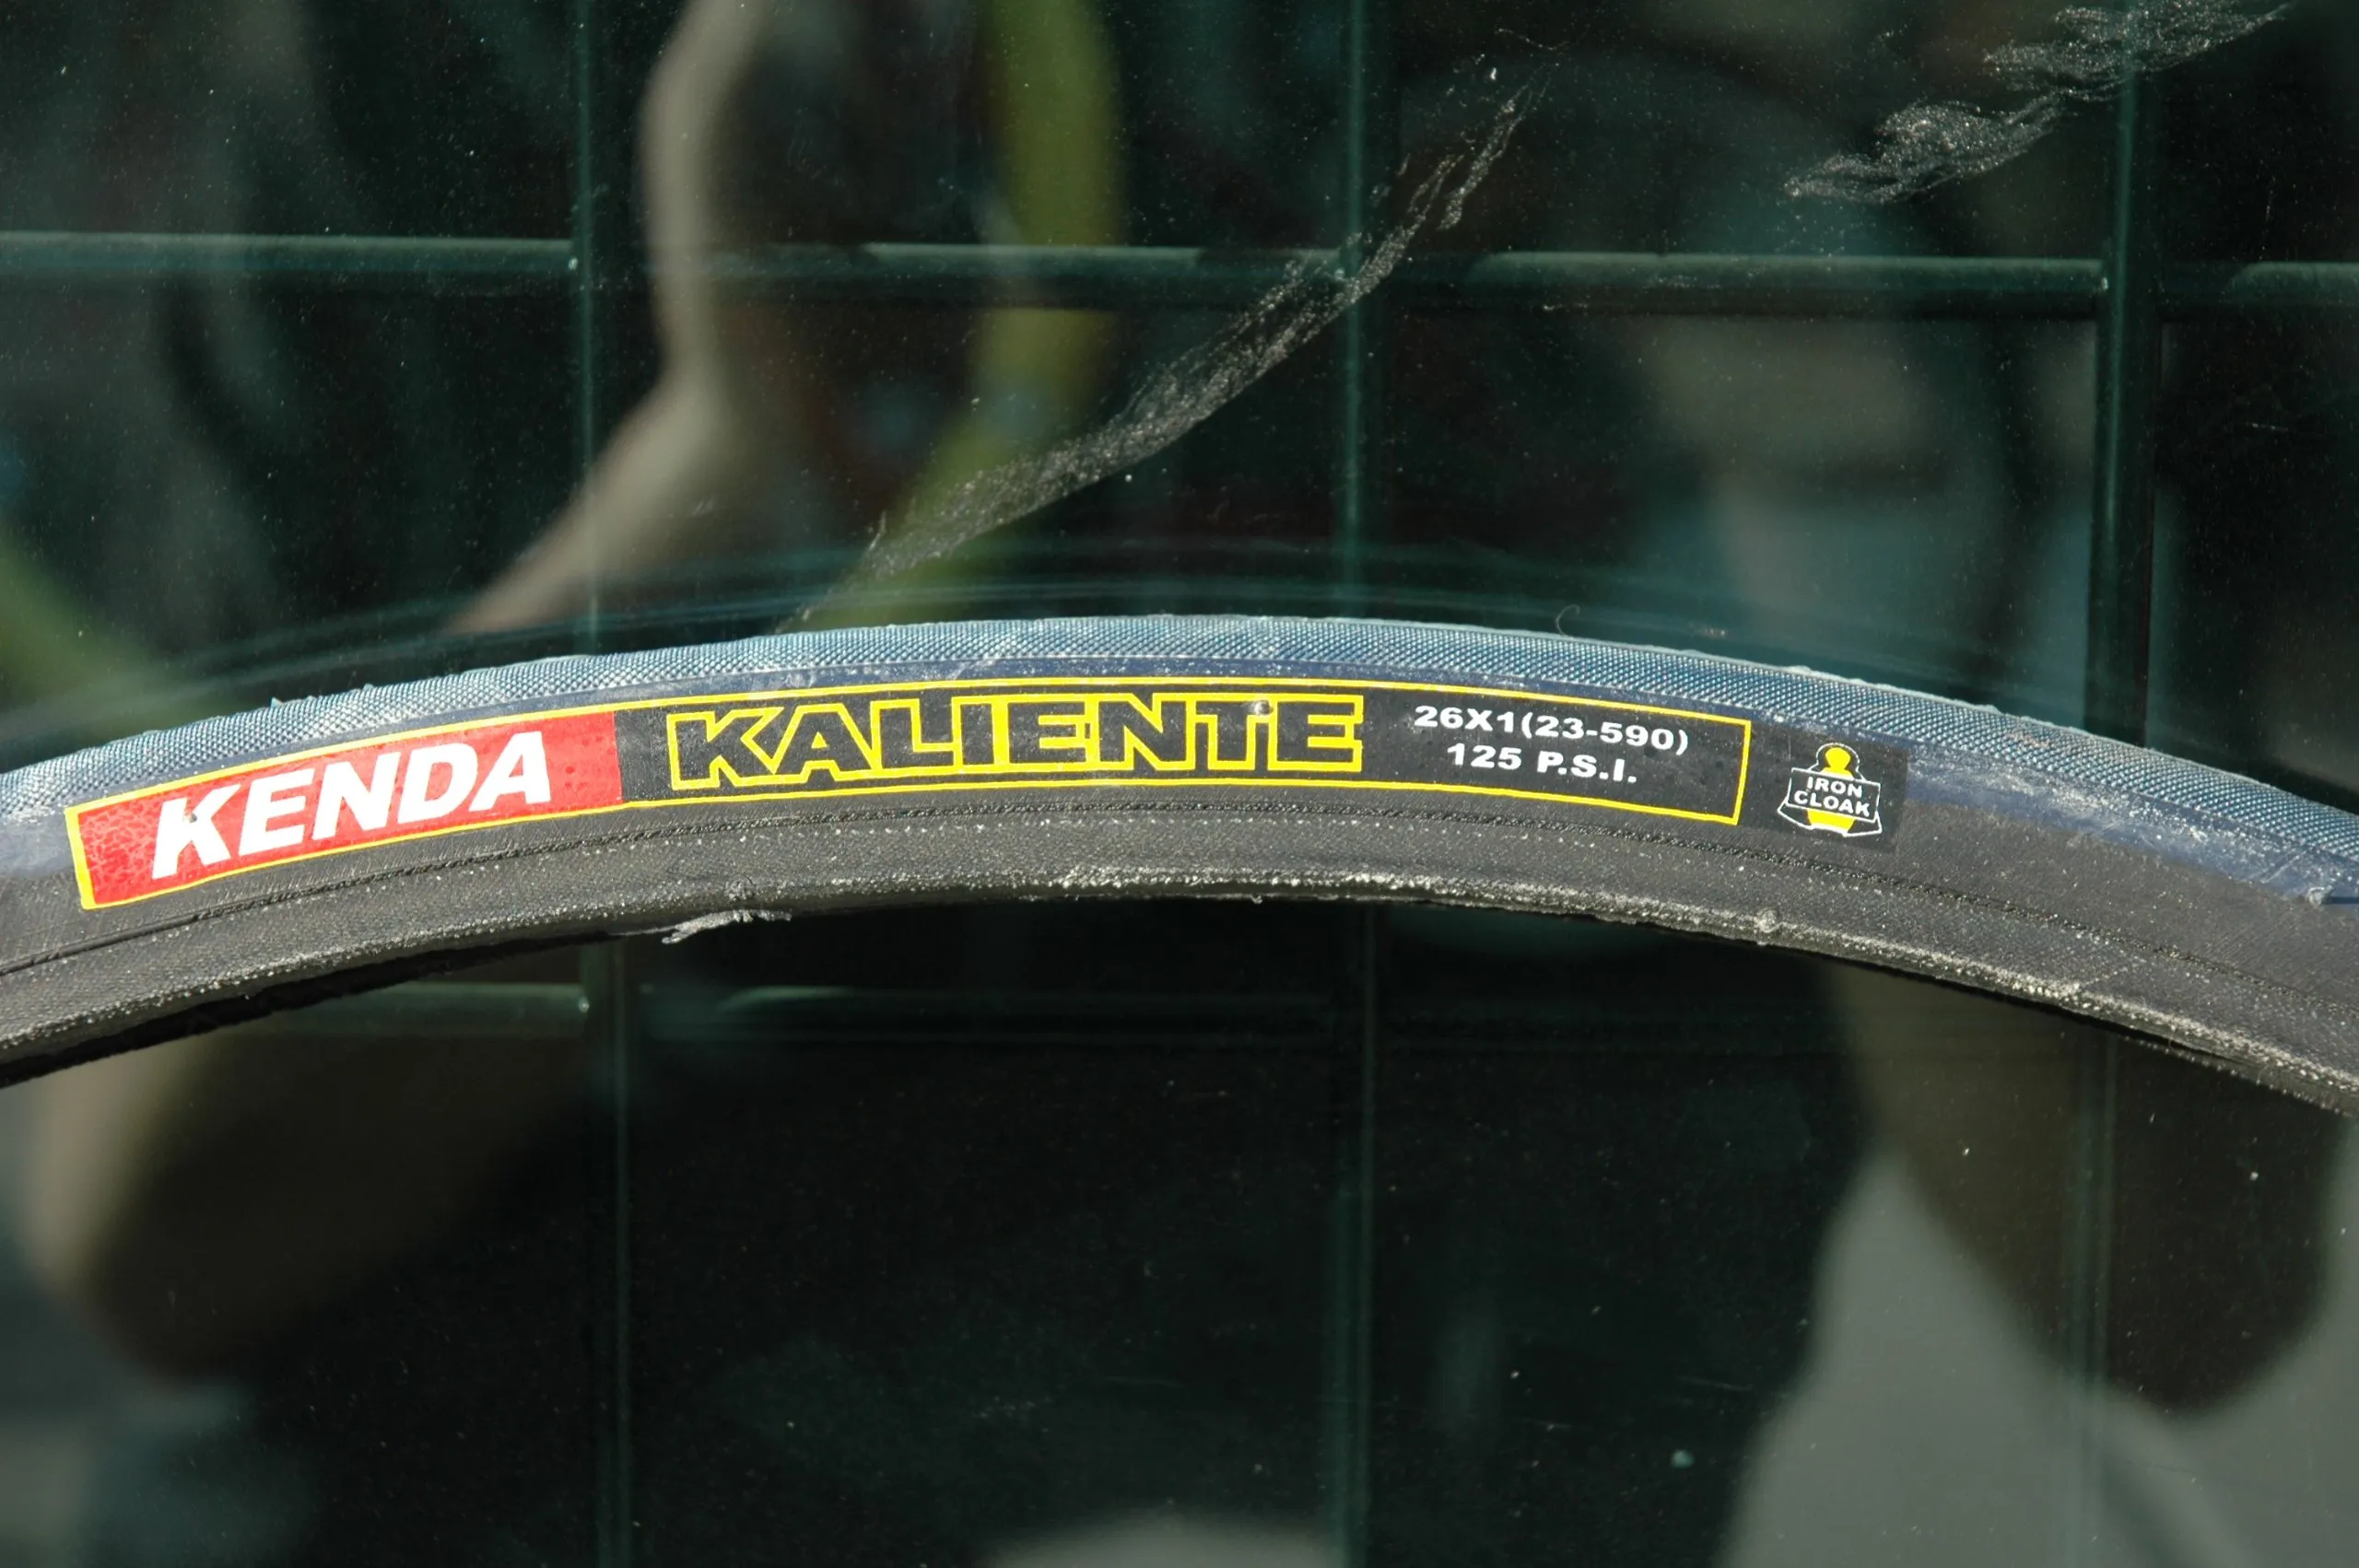 KENDA KALIENTE
26X1(23-590)
125 P.S.I.
IRON
CLOAK